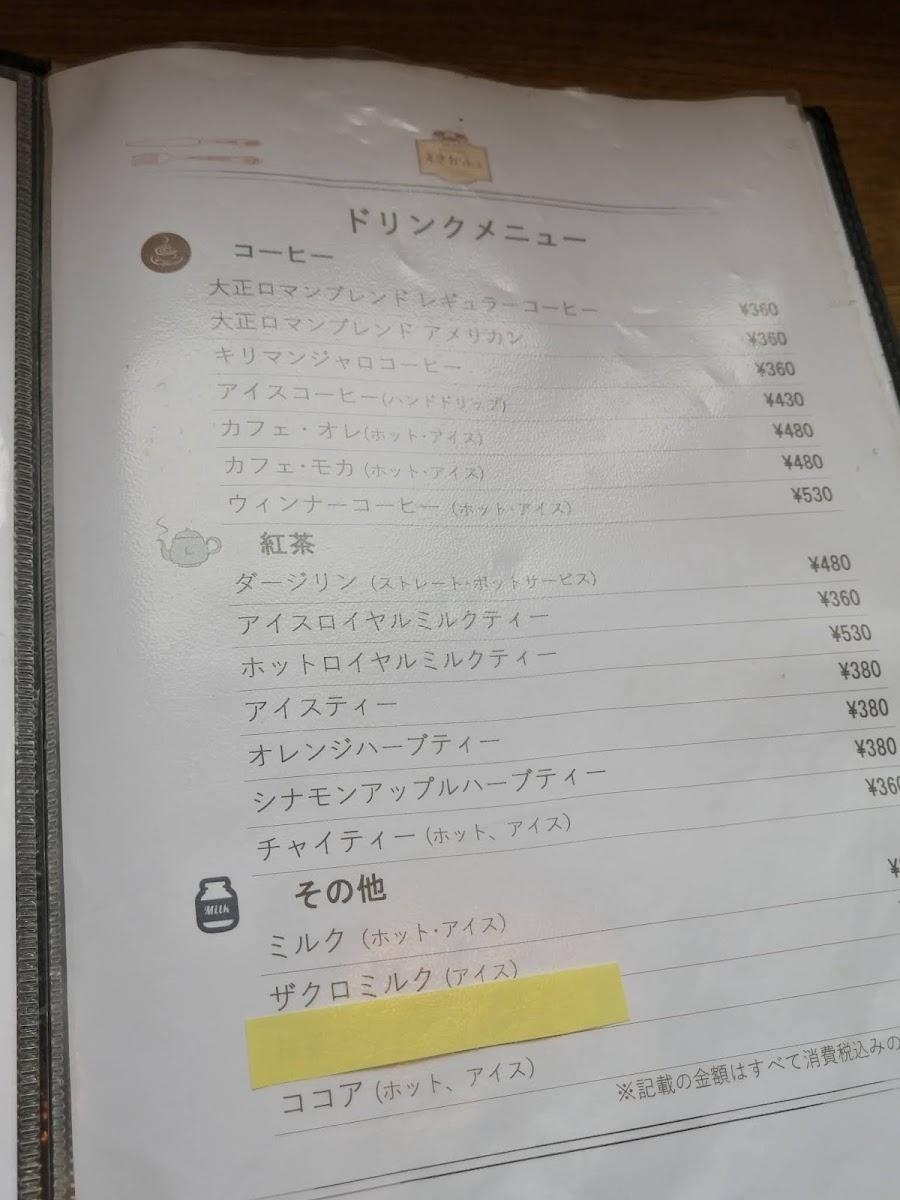 ドリンクメニュー
コーヒー
大正ロマンブレンド レギュラーコーヒー ¥360
大正ロマンブレンド アメリカン ¥360
キリマンジャロコーヒー ¥360
アイスコーヒー(ハンドドリップ) ¥430
カフェ・オレ(ホット・アイス) ¥480
カフェ・モカ (ホット・アイス) ¥480
ウィンナーコーヒー (ホット・アイス) ¥530
紅茶
ダージリン (ストレート・ポットサービス) ¥480
アイスロイヤルミルクティー ¥360
ホットロイヤルミルクティー ¥530
アイスティー ¥380
オレンジハーブティー ¥380
シナモンアップルハーブティー ¥380
チャイティー (ホット、アイス) ¥360
その他
Milk
ミルク (ホット・アイス) ¥
ザクロミルク (アイス)
ココア (ホット、アイス)
※記載の金額はすべて消費税込みの